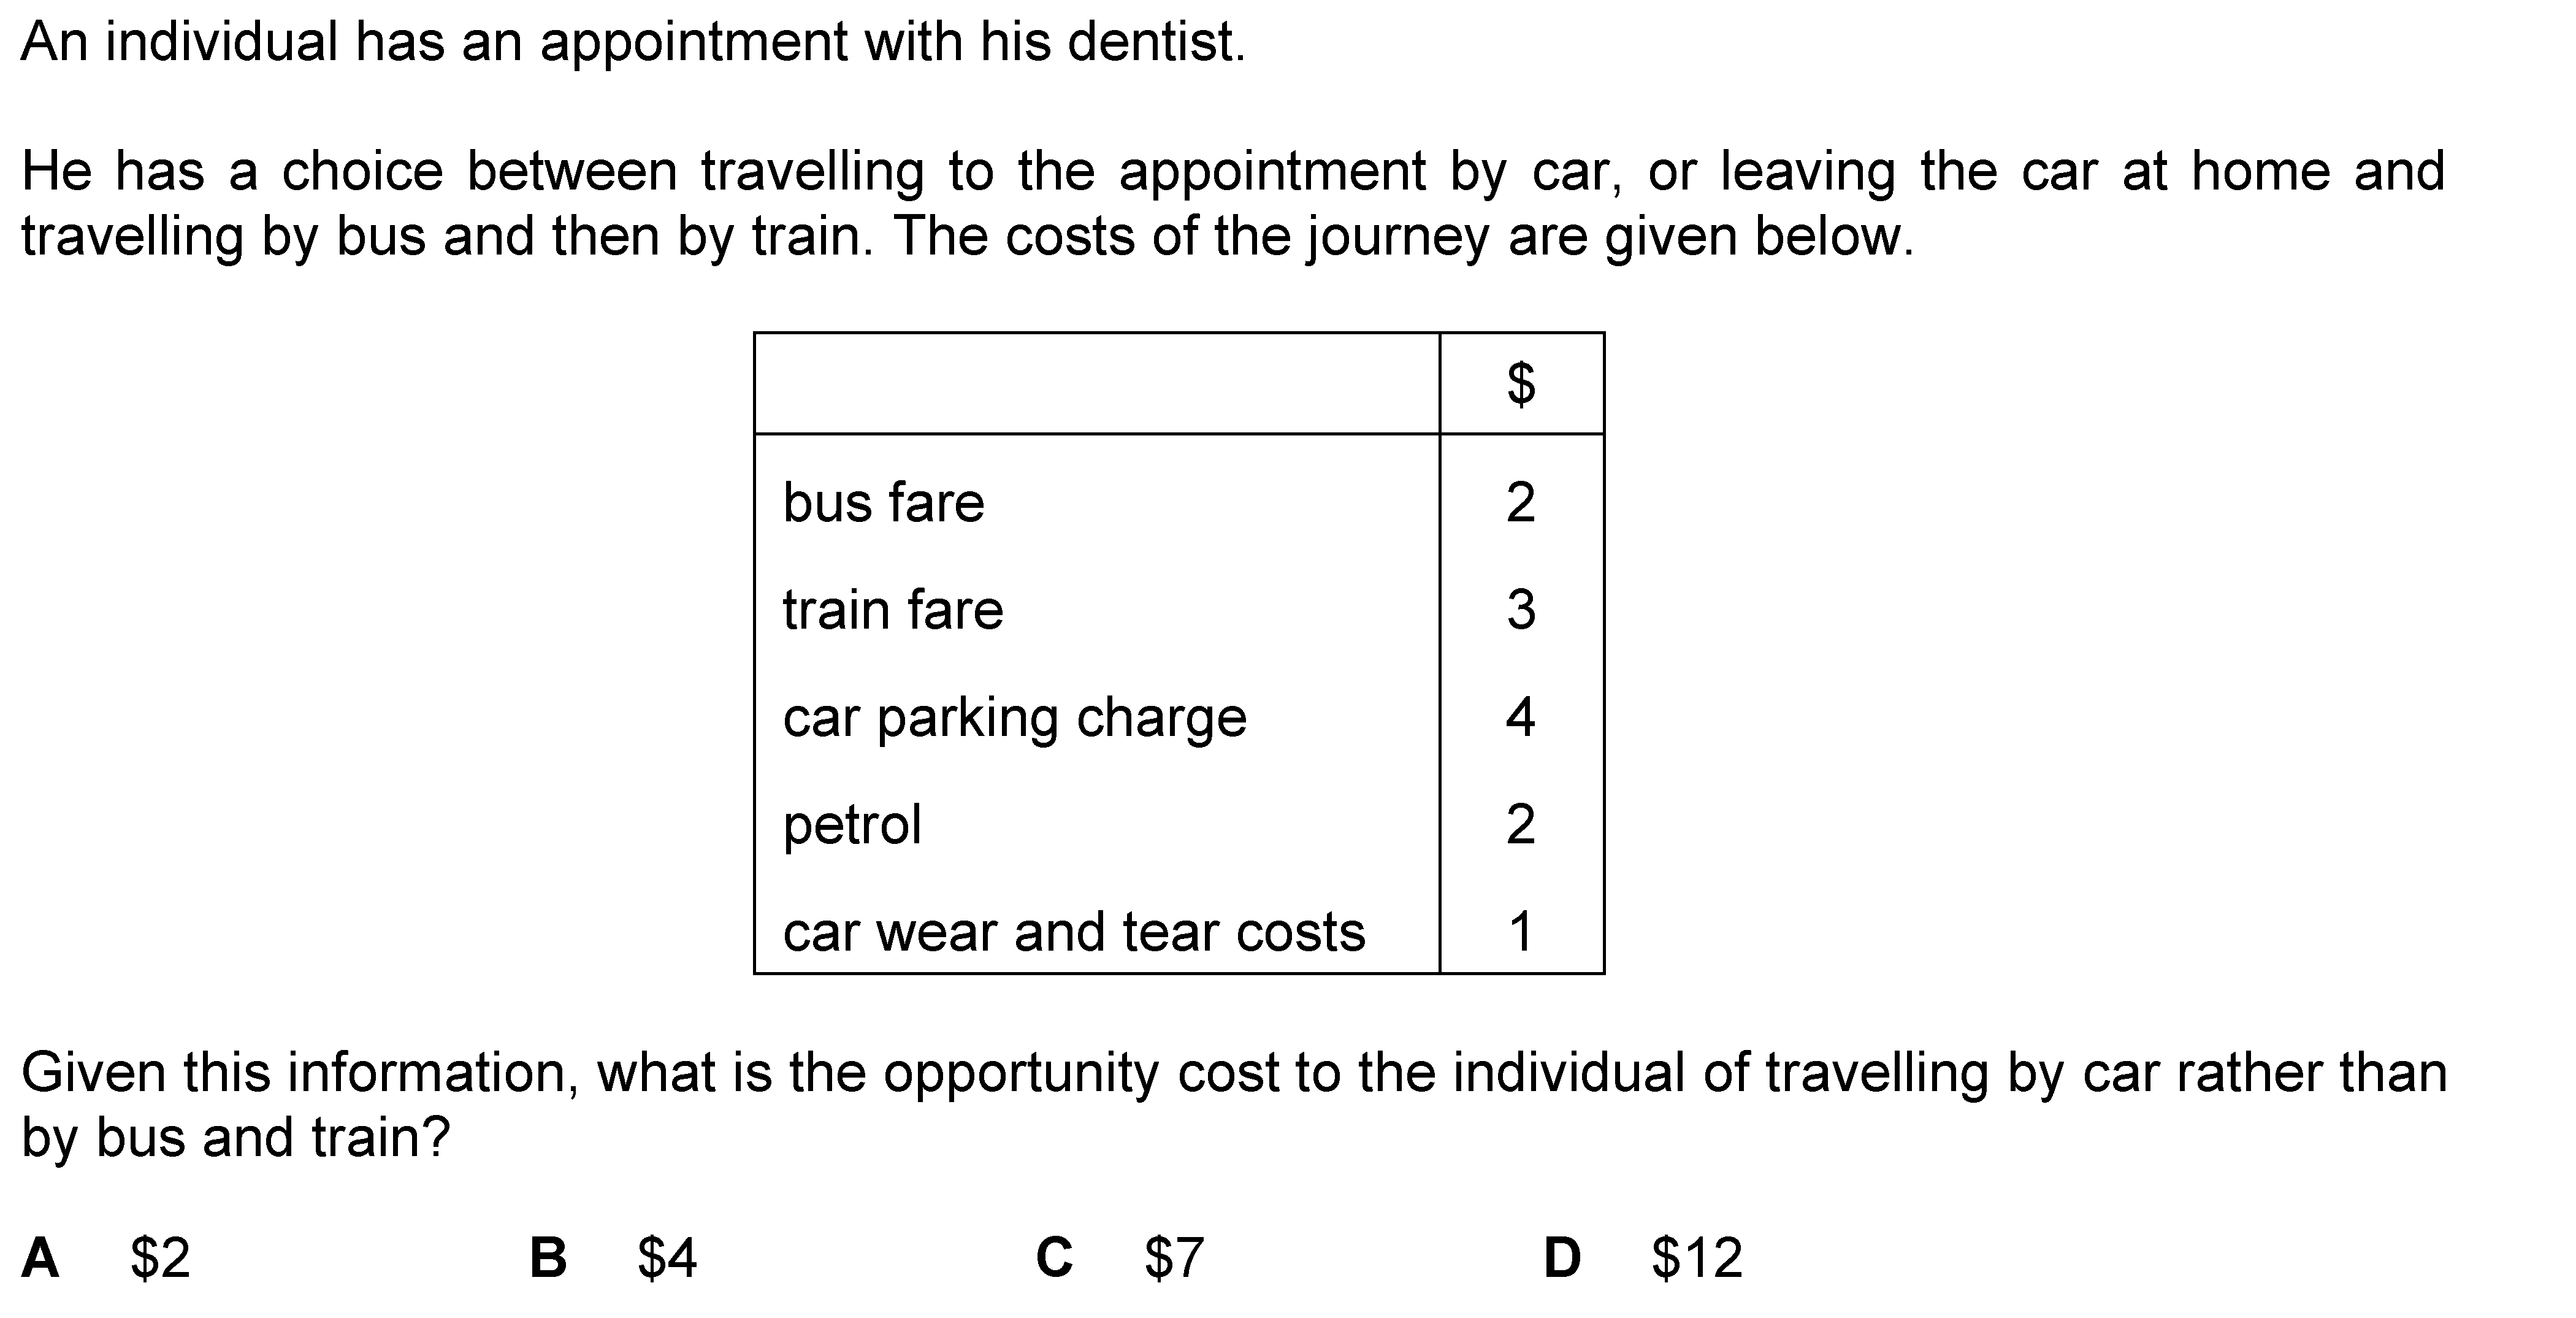 An individual has an appointment with his dentist.
He has a choice between travelling to the appointment by car, or leaving the car at home and
travelling by bus and then by train. The costs of the journey are given below.
$
bus fare 2
train fare 3
car parking charge 4
petrol 2
car wear and tear costs 1
Given this information, what is the opportunity cost to the individual of travelling by car rather than
by bus and train?
A $2 B $4 C $7 D $12